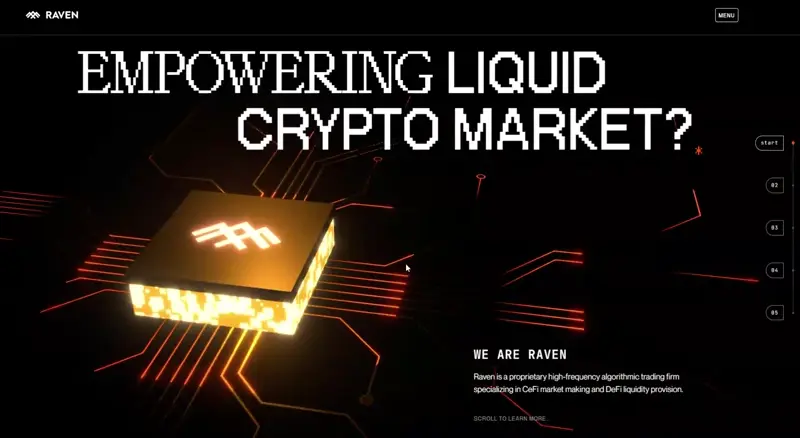 RAVEN
MENU
EMPOWERING LIQUID
CRYPTO MARKET?
*
start
02
03
04
05
WE ARE RAVEN
Raven is a proprietary high-frequency algorithmic trading firm
specializing in CeFi market making and DeFi liquidity provision.
SCROLL TO LEARN MORE